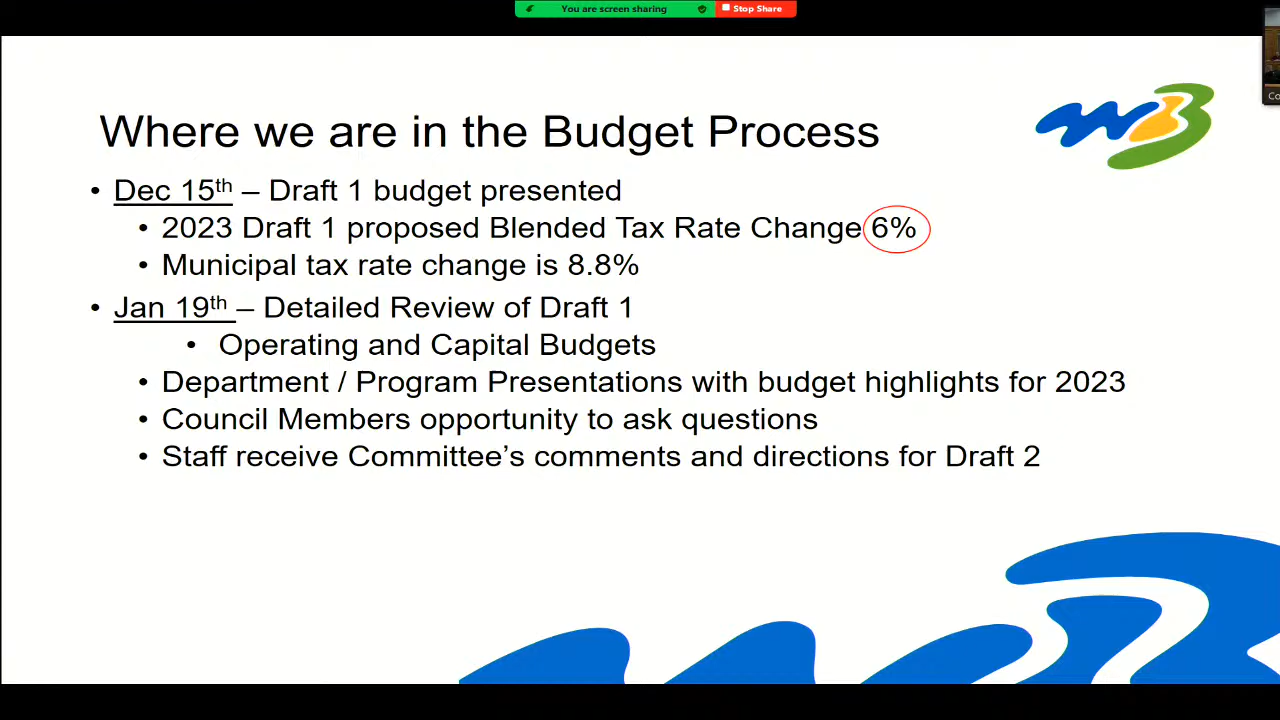 You are screen sharing
Stop Share
Co
Where we are in the Budget Process
WB
• Dec 15th – Draft 1 budget presented
• 2023 Draft 1 proposed Blended Tax Rate Change 6%
• Municipal tax rate change is 8.8%
• Jan 19th – Detailed Review of Draft 1
• Operating and Capital Budgets
• Department / Program Presentations with budget highlights for 2023
• Council Members opportunity to ask questions
• Staff receive Committee’s comments and directions for Draft 2